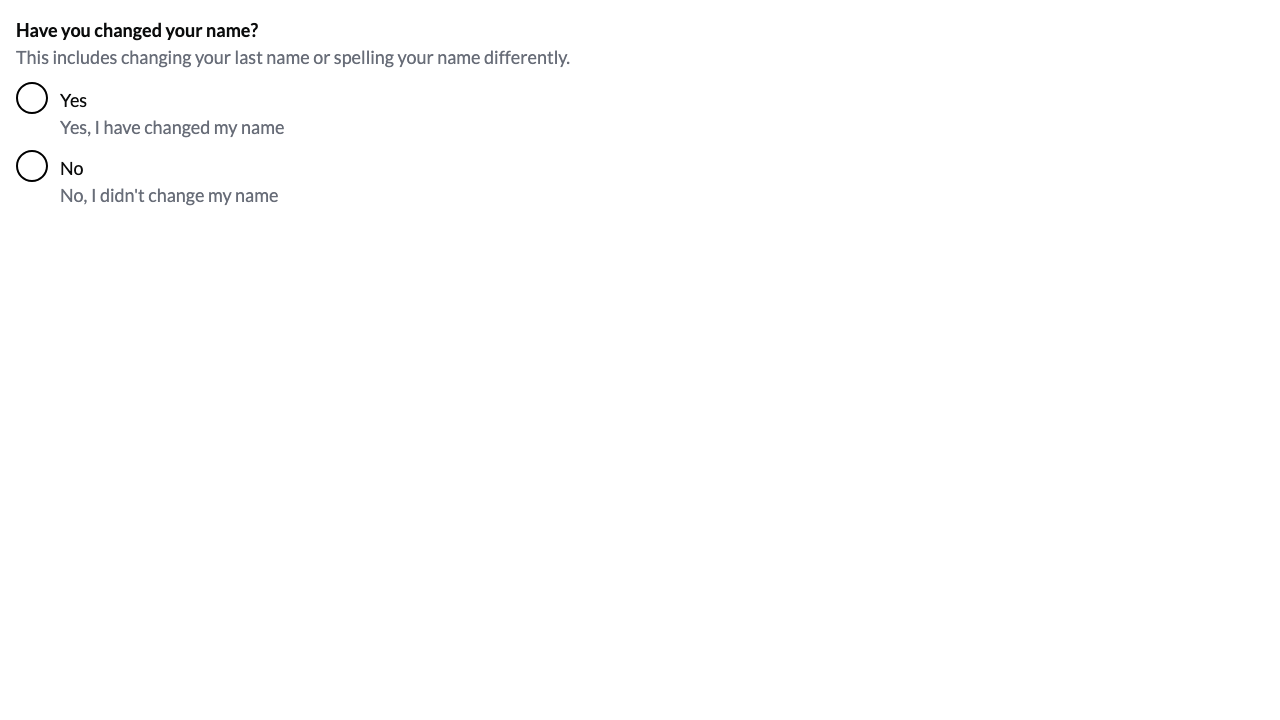 Have you changed your name?
This includes changing your last name or spelling your name differently.
Yes
Yes, I have changed my name
No
No, I didn't change my name